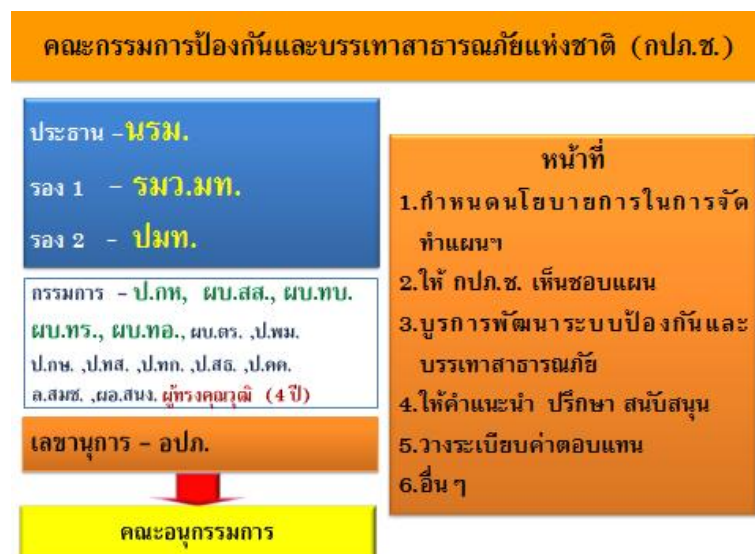 คณะกรรมการป้องกันและบรรเทาสาธารณภัยแห่งชาติ (กปภ.ช.)
ประธาน -นรม.
รอง 1 - รมว.มท.
รอง 2 - ปมท.
กรรมการ - ป.กห, ผบ.สส., ผบ.ทบ.
ผบ.ทร., ผบ.ทอ., ผบ.ตร. ,ป.พม.
ป.กษ. ,ป.ทส. ,ป.ทก. ,ป.สธ. ,ป.คค.
ล.สมช. ,ผอ.สนง. ผู้ทรงคุณวุฒิ (4 ปี)
เลขานุการ - อปภ.
คณะอนุกรรมการ
หน้าที่
1.กำหนดนโยบายการในการจัด
ทำแผนฯ
2.ให้ กปภ.ช. เห็นชอบแผน
3.บูรการพัฒนาระบบป้องกันและ
บรรเทาสาธารณภัย
4.ให้คำแนะนำ ปรึกษา สนับสนุน
5.วางระเบียบค่าตอบแทน
6.อื่น ๆ